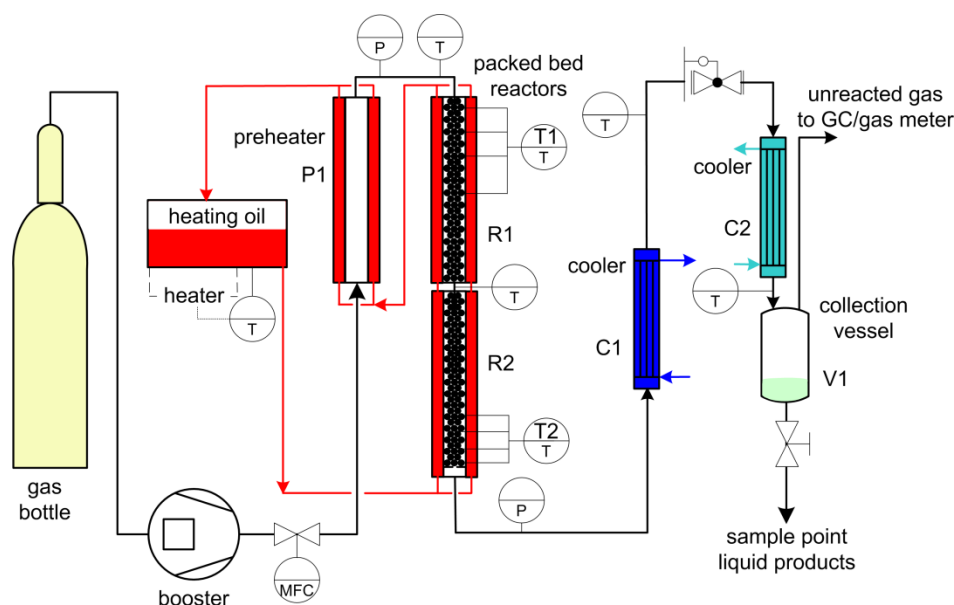 P
T
packed bed
reactors
unreacted gas
to GC/gas meter
preheater
P1
T
T1
T
cooler
heating oil
R1
C2
cooler
heater
T
T
T
collection
vessel
R2
C1
V1
T2
T
gas
bottle
P
MFC
booster
sample point
liquid products